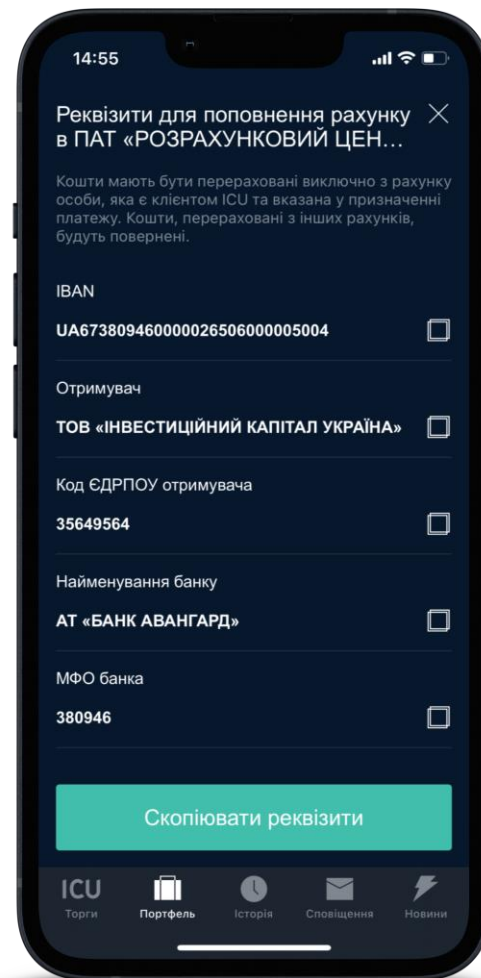 14:55
Реквізити для поповнення рахунку
в ПАТ «РОЗРАХУНКОВИЙ ЦЕН...
Кошти мають бути перераховані виключно з рахунку
особи, яка є клієнтом ICU та вказана у призначенні
платежу. Кошти, перераховані з інших рахунків,
будуть повернені.
IBAN
UA673809460000026506000005004
Отримувач
ТОВ «ІНВЕСТИЦІЙНИЙ КАПІТАЛ УКРАЇНА»
Код ЄДРПОУ отримувача
35649564
Найменування банку
АТ «БАНК АВАНГАРД»
МФО банка
380946
Скопіювати реквізити
ICU
Торги Портфель Історія Сповіщення Новини